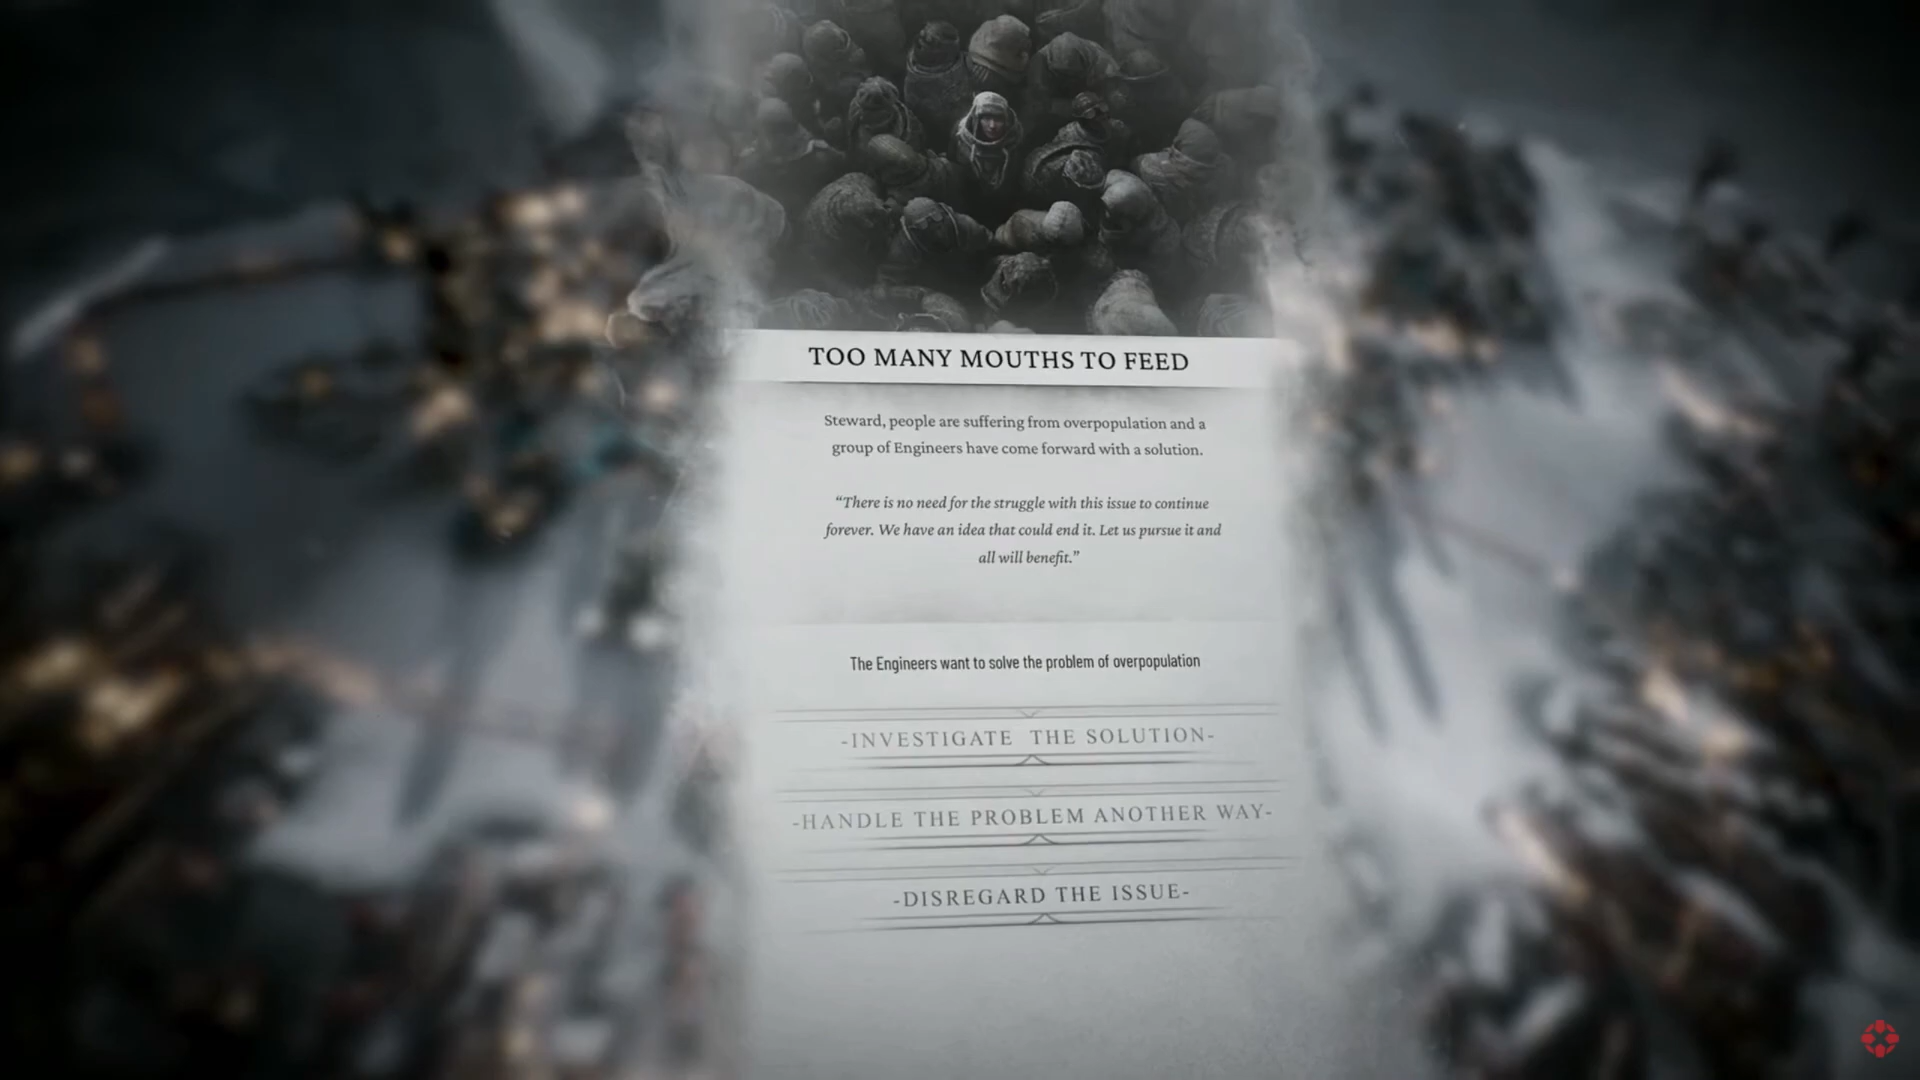 TOO MANY MOUTHS TO FEED
Steward, people are suffering from overpopulation and a
group of Engineers have come forward with a solution.
“There is no need for the struggle with this issue to continue
forever. We have an idea that could end it. Let us pursue it and
all will benefit.”
The Engineers want to solve the problem of overpopulation
-INVESTIGATE THE SOLUTION-
-HANDLE THE PROBLEM ANOTHER WAY-
-DISREGARD THE ISSUE-